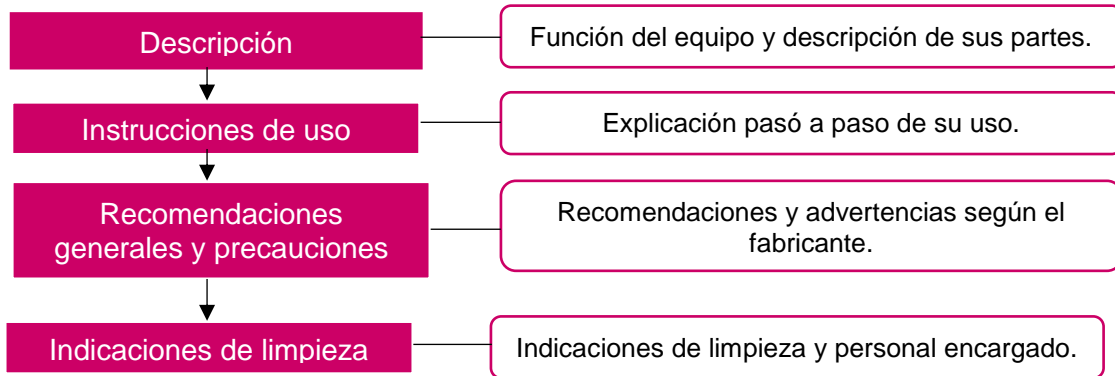 Descripción
Función del equipo y descripción de sus partes.
Instrucciones de uso
Explicación pasó a paso de su uso.
Recomendaciones
generales y precauciones
Recomendaciones y advertencias según el
fabricante.
Indicaciones de limpieza
Indicaciones de limpieza y personal encargado.